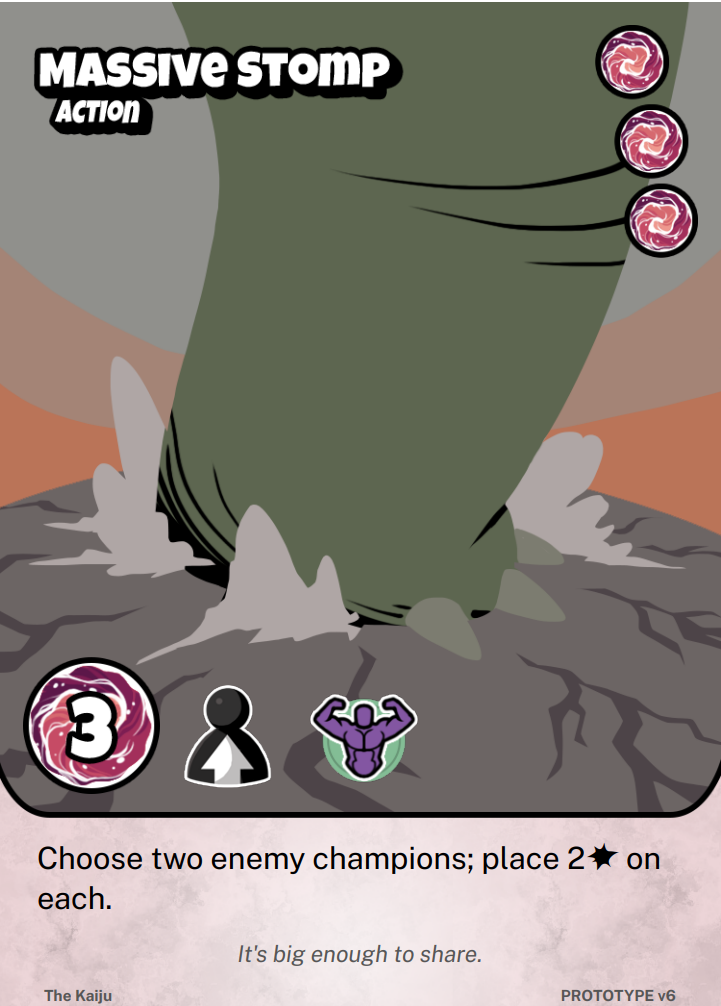 MASSIVE STOMP
ACTION
3
Choose two enemy champions; place 2✸ on
each.
It's big enough to share.
The Kaiju
PROTOTYPE v6